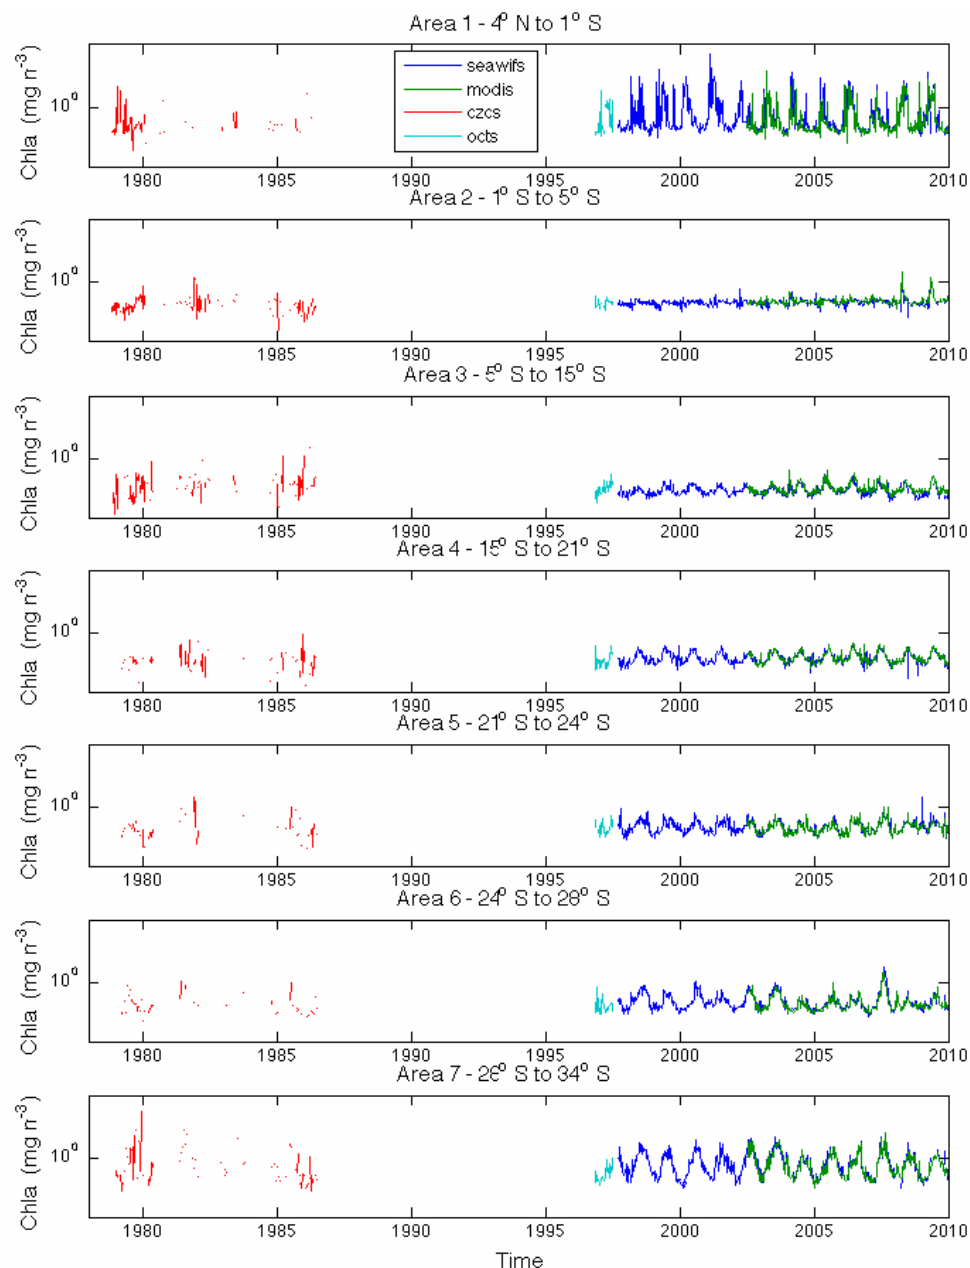 Area 1 - 4° N to 1° S
Chla (mg n⁻³)
10⁰
seawifs
modis
czcs
octs
1980 1985 1990 1995 2000 2005 2010
Area 2 - 1° S to 5° S
Chla (mg n⁻³)
10⁰
1980 1985 1990 1995 2000 2005 2010
Area 3 - 5° S to 15° S
Chla (mg n⁻³)
10⁰
1980 1985 1990 1995 2000 2005 2010
Area 4 - 15° S to 21° S
Chla (mg n⁻³)
10⁰
1980 1985 1990 1995 2000 2005 2010
Area 5 - 21° S to 24° S
Chla (mg n⁻³)
10⁰
1980 1985 1990 1995 2000 2005 2010
Area 6 - 24° S to 28° S
Chla (mg n⁻³)
10⁰
1980 1985 1990 1995 2000 2005 2010
Area 7 - 28° S to 34° S
Chla (mg n⁻³)
10⁰
1980 1985 1990 1995 2000 2005 2010
Time